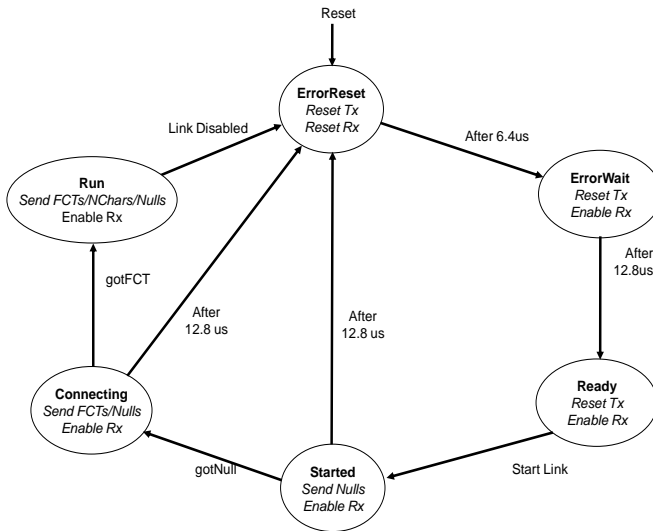 Reset
ErrorReset
Reset Tx
Reset Rx
Link Disabled
After 6.4us
Run
Send FCTs/NChars/Nulls
Enable Rx
ErrorWait
Reset Tx
Enable Rx
gotFCT
After
12.8 us
After
12.8 us
After
12.8us
Connecting
Send FCTs/Nulls
Enable Rx
Ready
Reset Tx
Enable Rx
gotNull
Started
Send Nulls
Enable Rx
Start Link